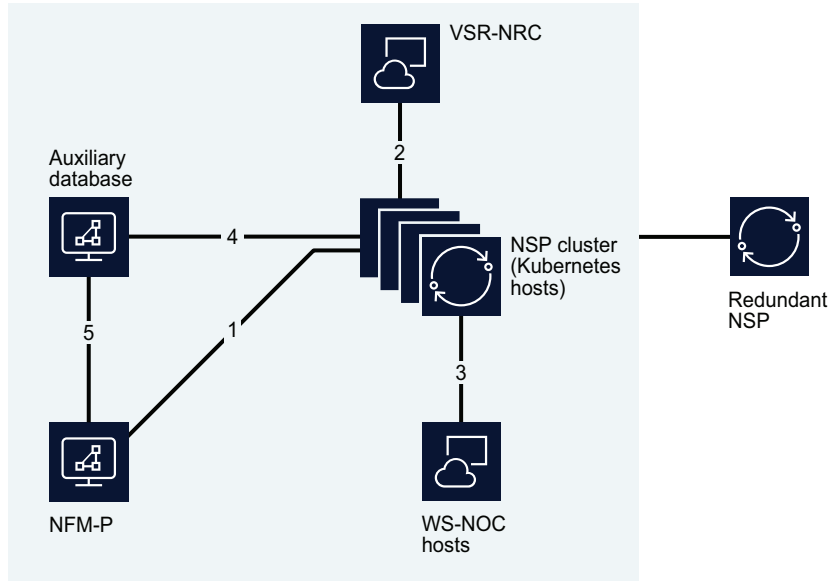 VSR-NRC
2
Auxiliary
database
4
NSP cluster
(Kubernetes
hosts)
Redundant
NSP
5
1
3
NFM-P
WS-NOC
hosts